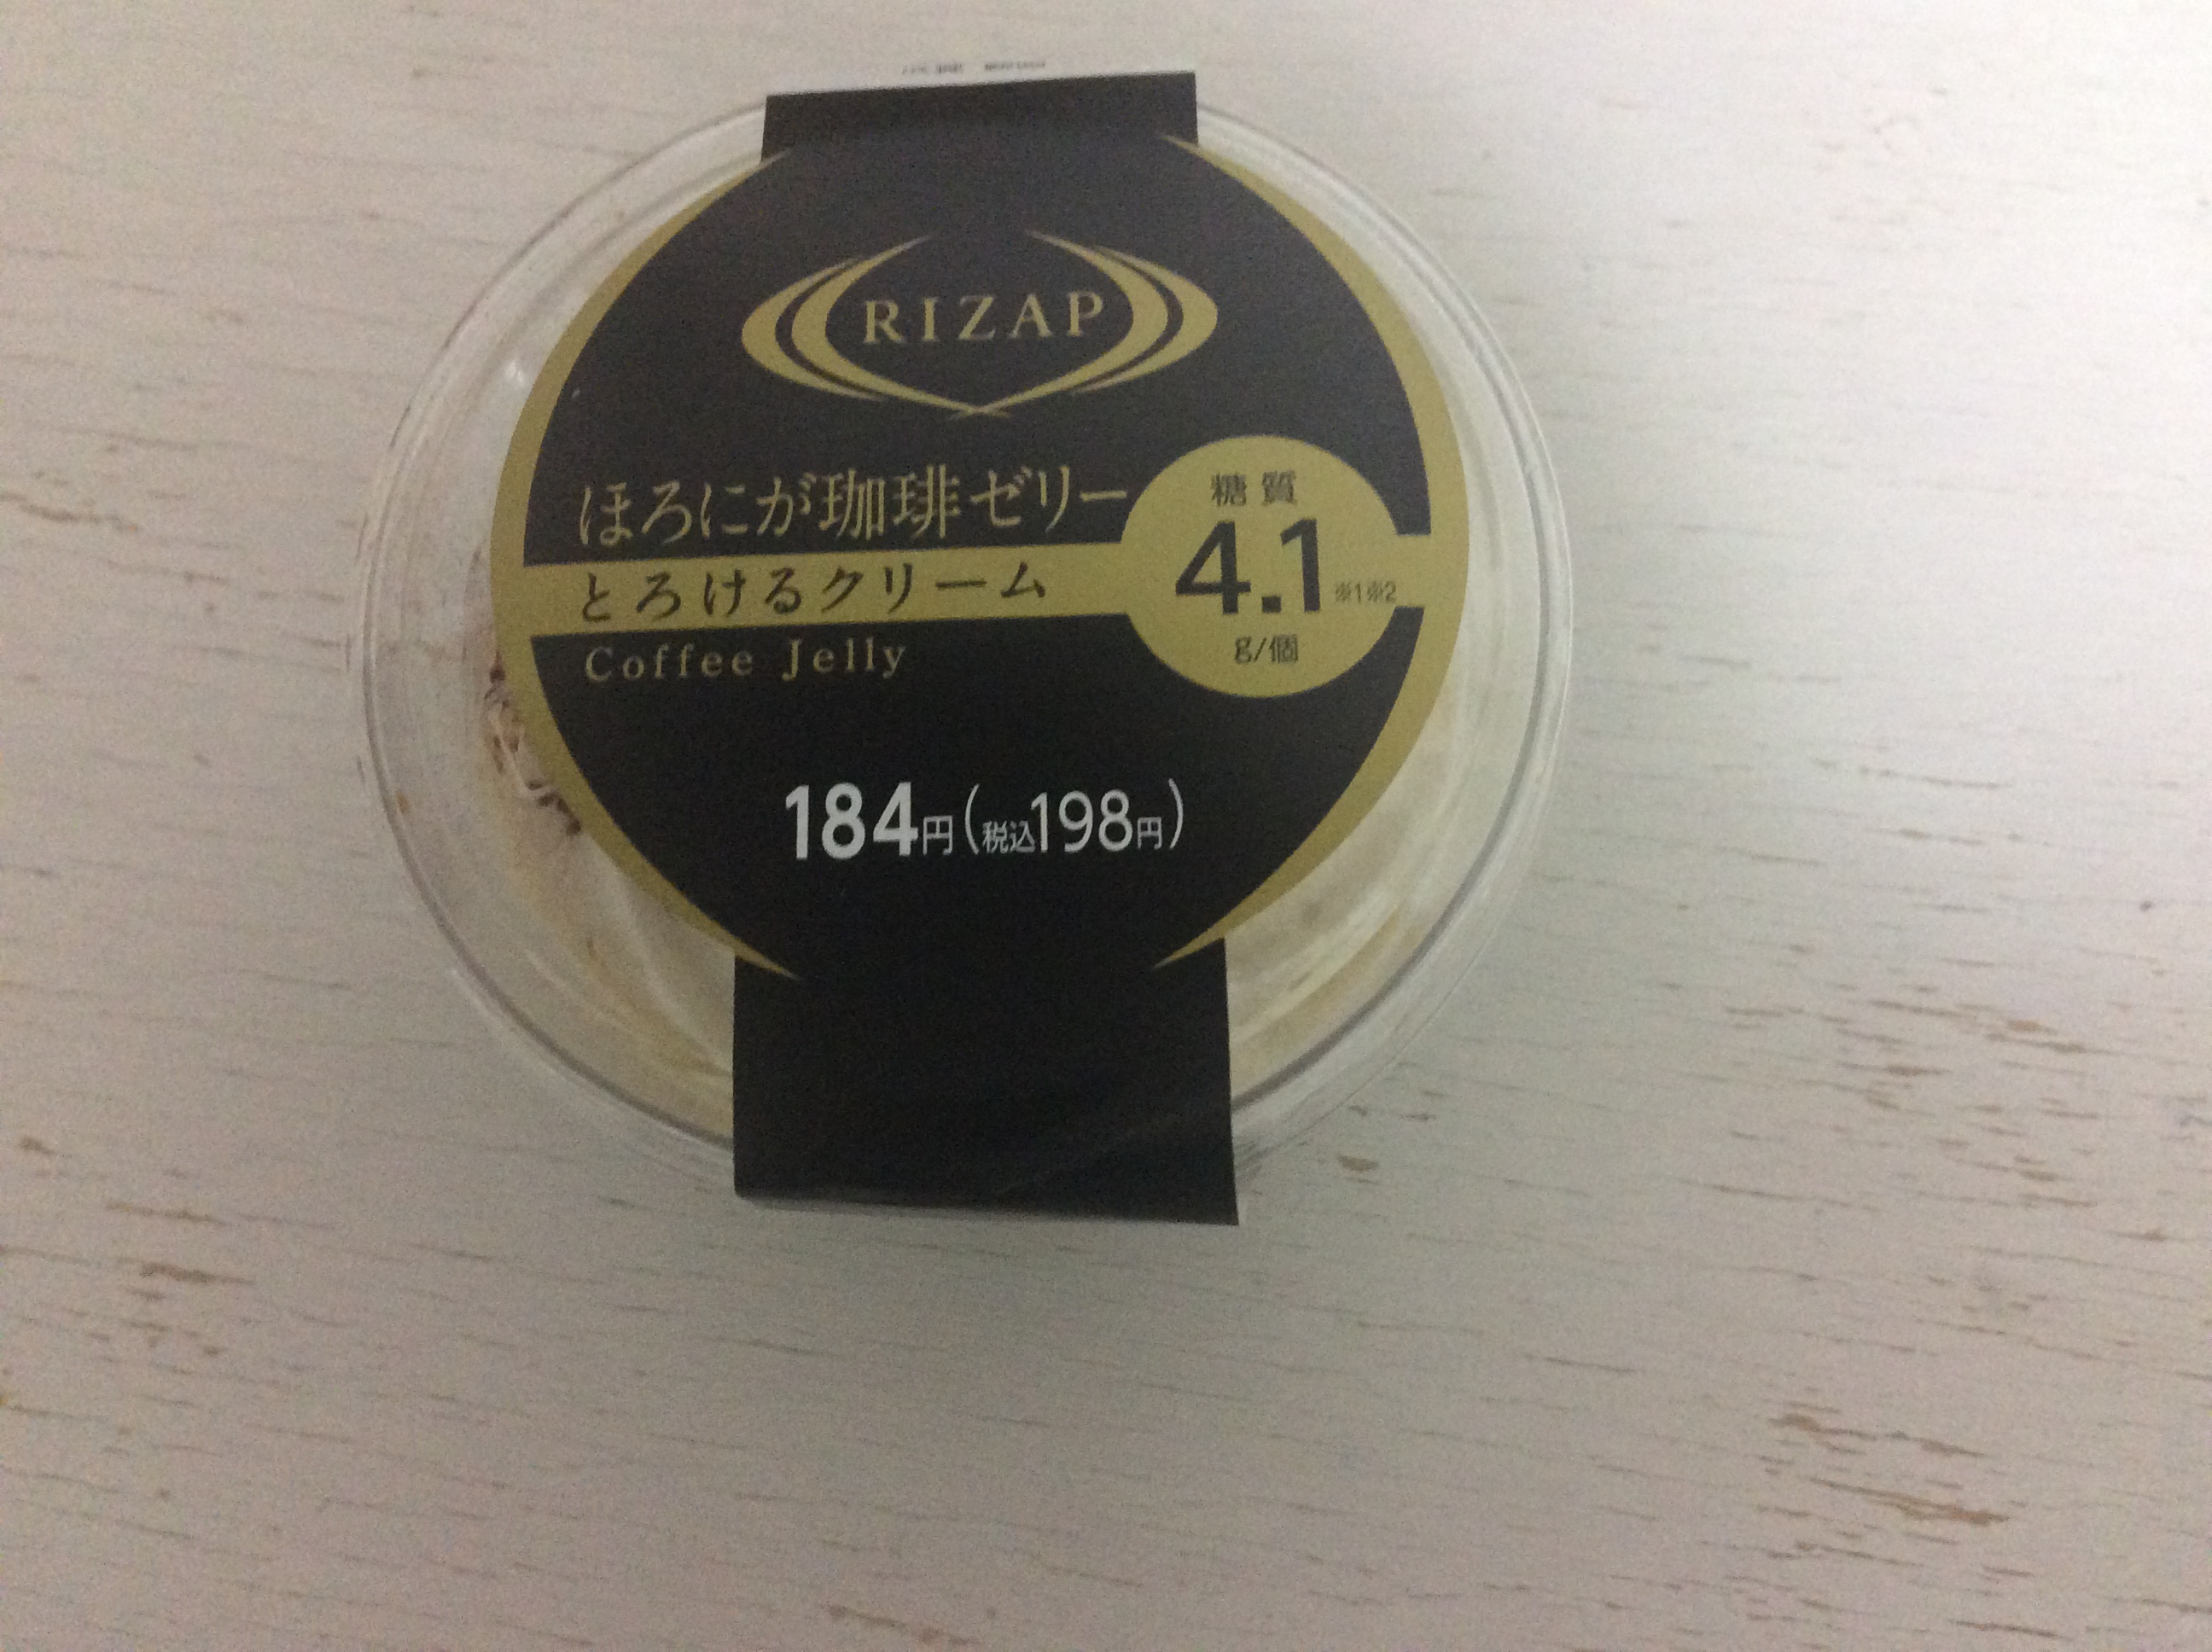 RIZAP
ほろにが珈琲ゼリー
とろけるクリーム
Coffee Jelly
糖質
4.1※1※2
g/個
184円(税込198円)